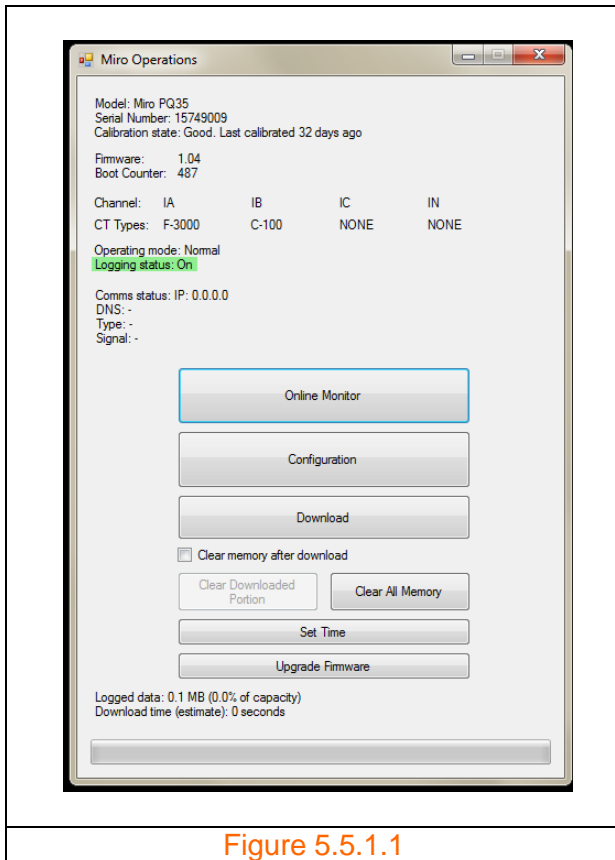 Miro Operations
Model: Miro PQ35
Serial Number: 15749009
Calibration state: Good. Last calibrated 32 days ago
Firmware: 1.04
Boot Counter: 487
Channel: IA IB IC IN
CT Types: F-3000 C-100 NONE NONE
Operating mode: Normal
Logging status: On
Comms status: IP: 0.0.0.0
DNS: -
Type: -
Signal: -
Online Monitor
Configuration
Download
Clear memory after download
Clear Downloaded
Portion
Clear All Memory
Set Time
Upgrade Firmware
Logged data: 0.1 MB (0.0% of capacity)
Download time (estimate): 0 seconds
Figure 5.5.1.1